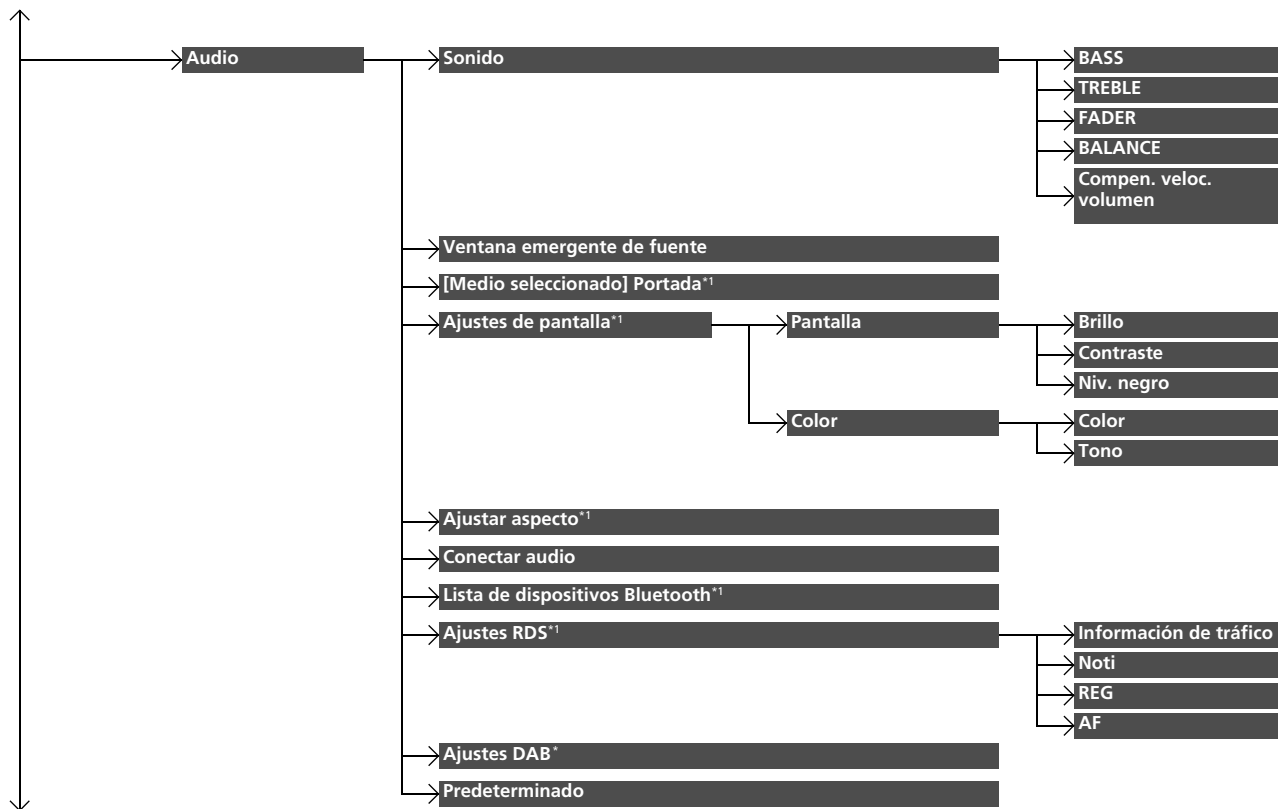 Audio
Sonido
BASS
TREBLE
FADER
BALANCE
Compen. veloc.
volumen
Ventana emergente de fuente
[Medio seleccionado] Portada*1
Ajustes de pantalla*1
Pantalla
Brillo
Contraste
Niv. negro
Color
Color
Tono
Ajustar aspecto*1
Conectar audio
Lista de dispositivos Bluetooth*1
Ajustes RDS*1
Información de tráfico
Noti
REG
AF
Ajustes DAB*
Predeterminado